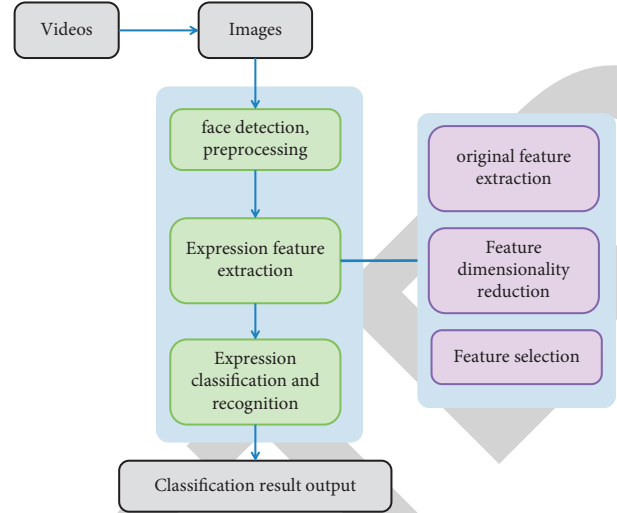 Videos
Images
face detection,
preprocessing
Expression feature
extraction
Expression
classification and
recognition
Classification result output
original feature
extraction
Feature
dimensionality
reduction
Feature selection